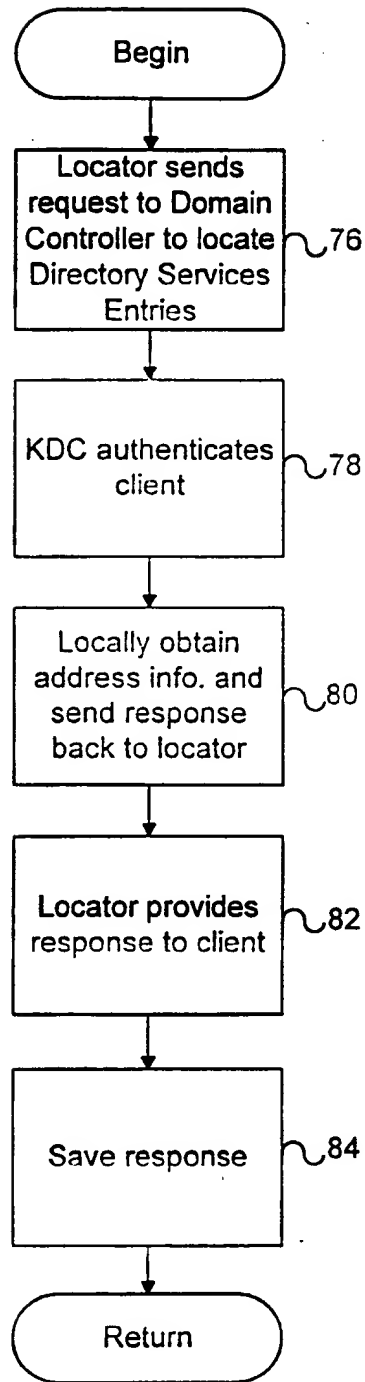 Begin
Locator sends
request to Domain
Controller to locate
Directory Services
Entries
76
KDC authenticates
client
78
Locally obtain
address info. and
send response
back to locator
80
Locator provides
response to client
82
Save response
84
Return